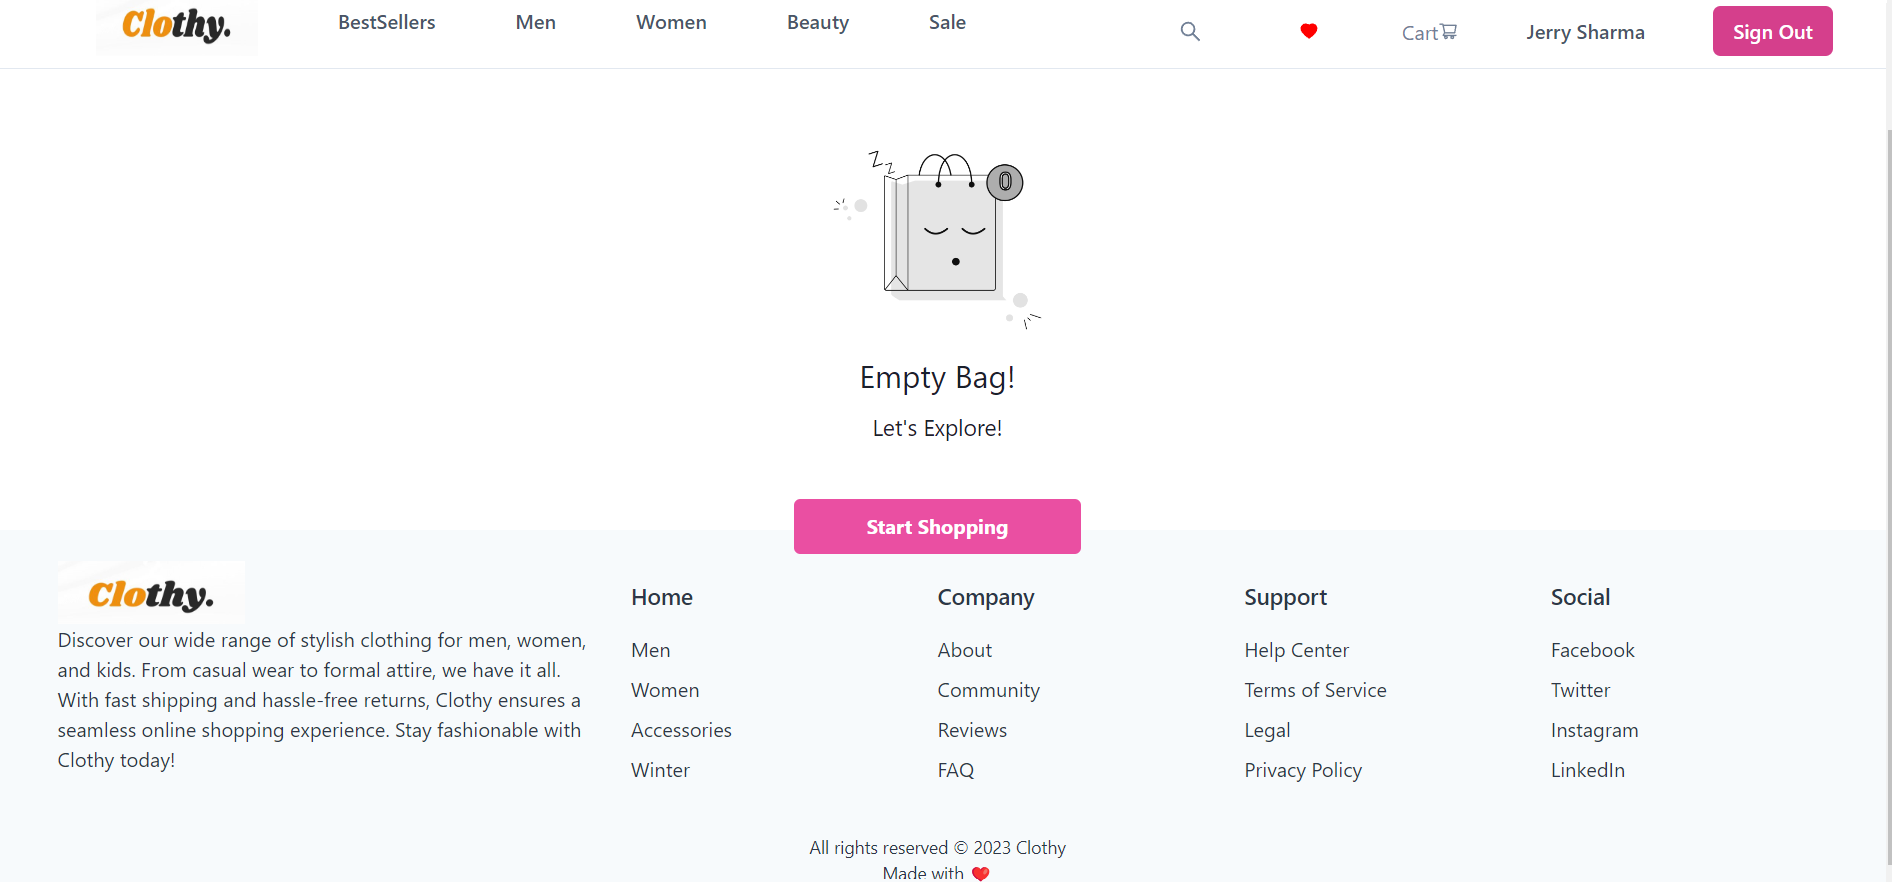 Clothy.
BestSellers Men Women Beauty Sale Cart Jerry Sharma Sign Out
Z
Z
0
Empty Bag!
Let's Explore!
Start Shopping
Clothy.
Discover our wide range of stylish clothing for men, women,
and kids. From casual wear to formal attire, we have it all.
With fast shipping and hassle-free returns, Clothy ensures a
seamless online shopping experience. Stay fashionable with
Clothy today!
Home
Men
Women
Accessories
Winter
Company
About
Community
Reviews
FAQ
Support
Help Center
Terms of Service
Legal
Privacy Policy
Social
Facebook
Twitter
Instagram
LinkedIn
All rights reserved © 2023 Clothy
Made with ❤️